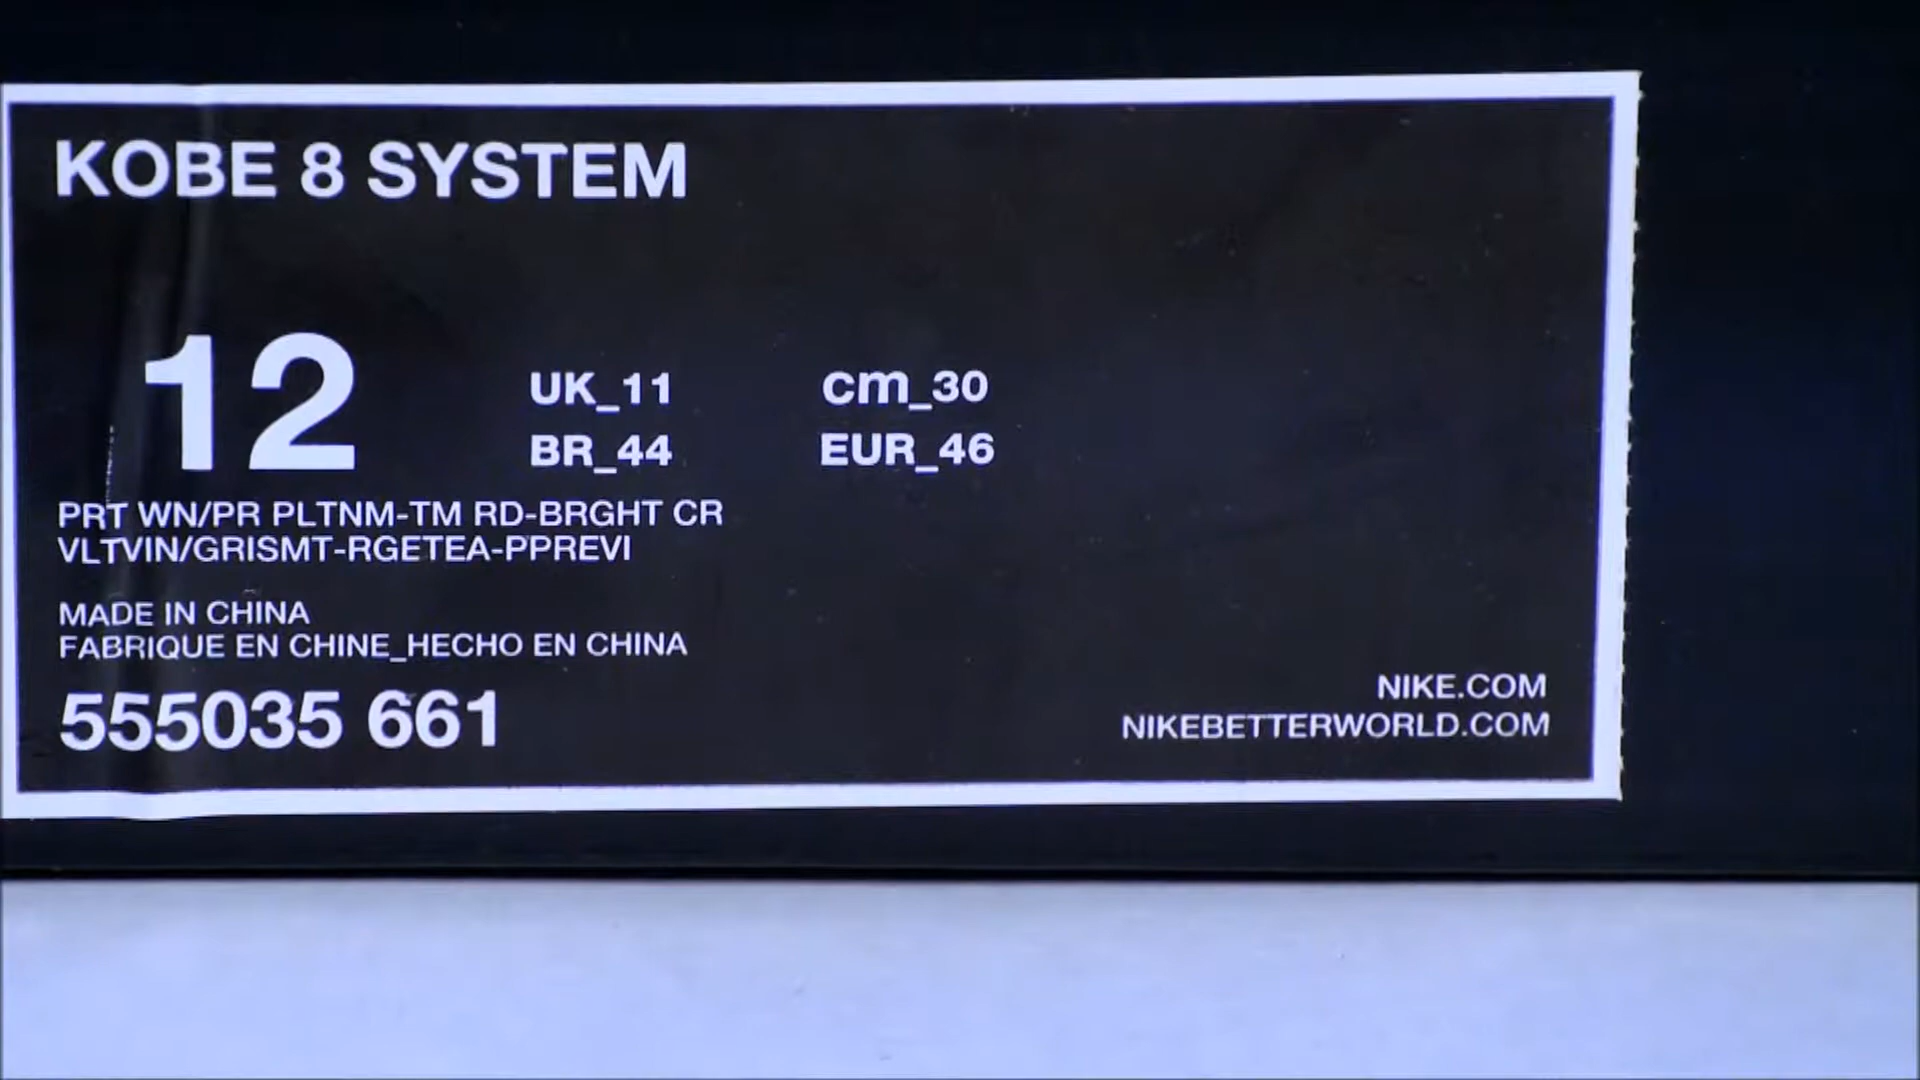 KOBE 8 SYSTEM
12
UK_11 cm_30
BR_44 EUR_46
PRT WN/PR PLTNM-TM RD-BRGHT CR
VLTVIN/GRISMT-RGETEA-PPREVI
MADE IN CHINA
FABRIQUE EN CHINE_HECHO EN CHINA
555035 661
NIKE.COM
NIKEBETTERWORLD.COM